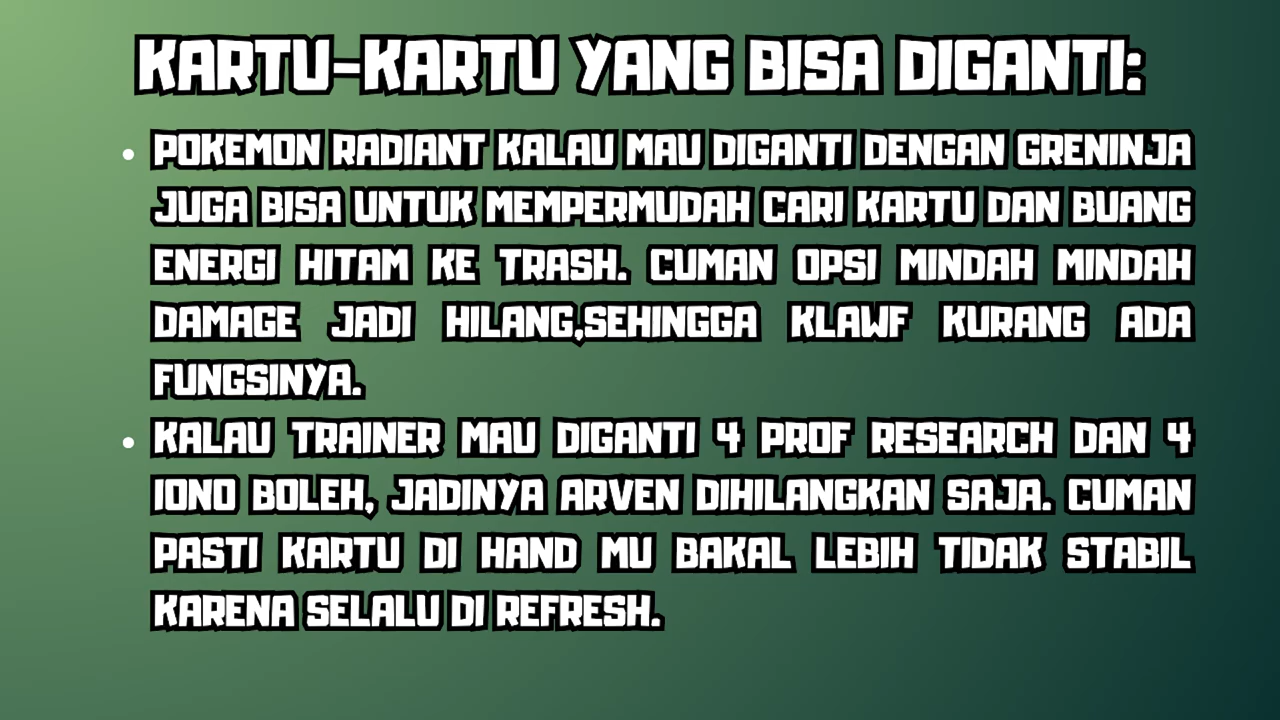 KARTU-KARTU YANG BISA DIGANTI:
• POKEMON RADIANT KALAU MAU DIGANTI DENGAN GRENINJA
JUGA BISA UNTUK MEMPERMUDAH CARI KARTU DAN BUANG
ENERGI HITAM KE TRASH. CUMAN OPSI MINDAH MINDAH
DAMAGE JADI HILANG,SEHINGGA KLAWF KURANG ADA
FUNGSINYA.
• KALAU TRAINER MAU DIGANTI 4 PROF RESEARCH DAN 4
IONO BOLEH, JADINYA ARVEN DIHILANGKAN SAJA. CUMAN
PASTI KARTU DI HAND MU BAKAL LEBIH TIDAK STABIL
KARENA SELALU DI REFRESH.